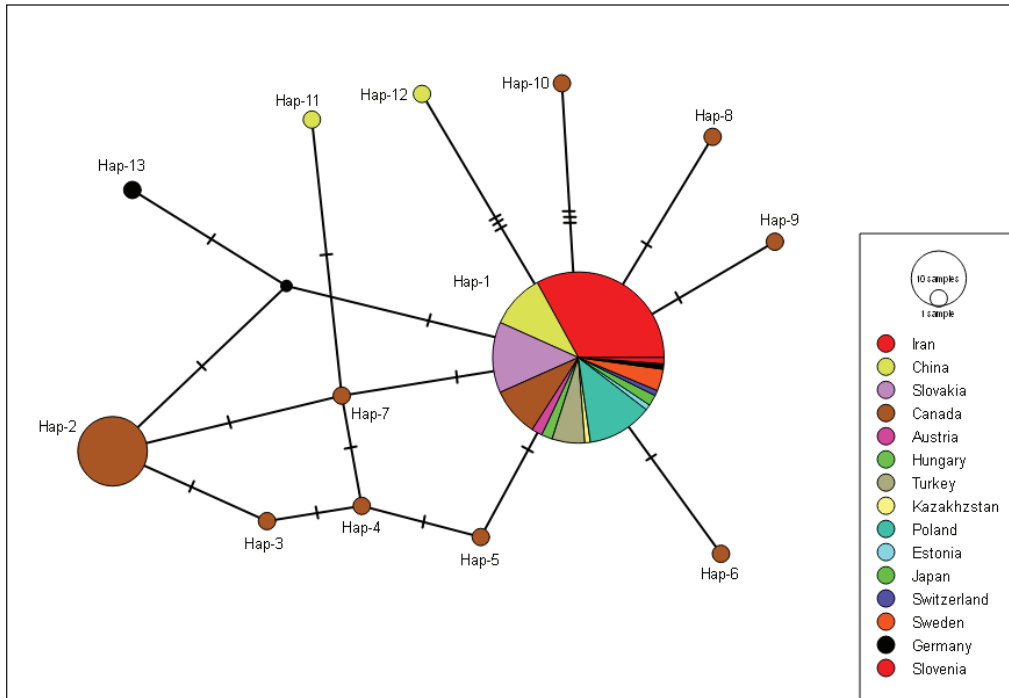 Hap-10
Hap-12
Hap-11
Hap-8
Hap-13
Hap-9
Hap-1
Hap-7
Hap-2
Hap-4
Hap-3
Hap-5
Hap-6
10 samples
1 sample
Iran
China
Slovakia
Canada
Austria
Hungary
Turkey
Kazakhzstan
Poland
Estonia
Japan
Switzerland
Sweden
Germany
Slovenia